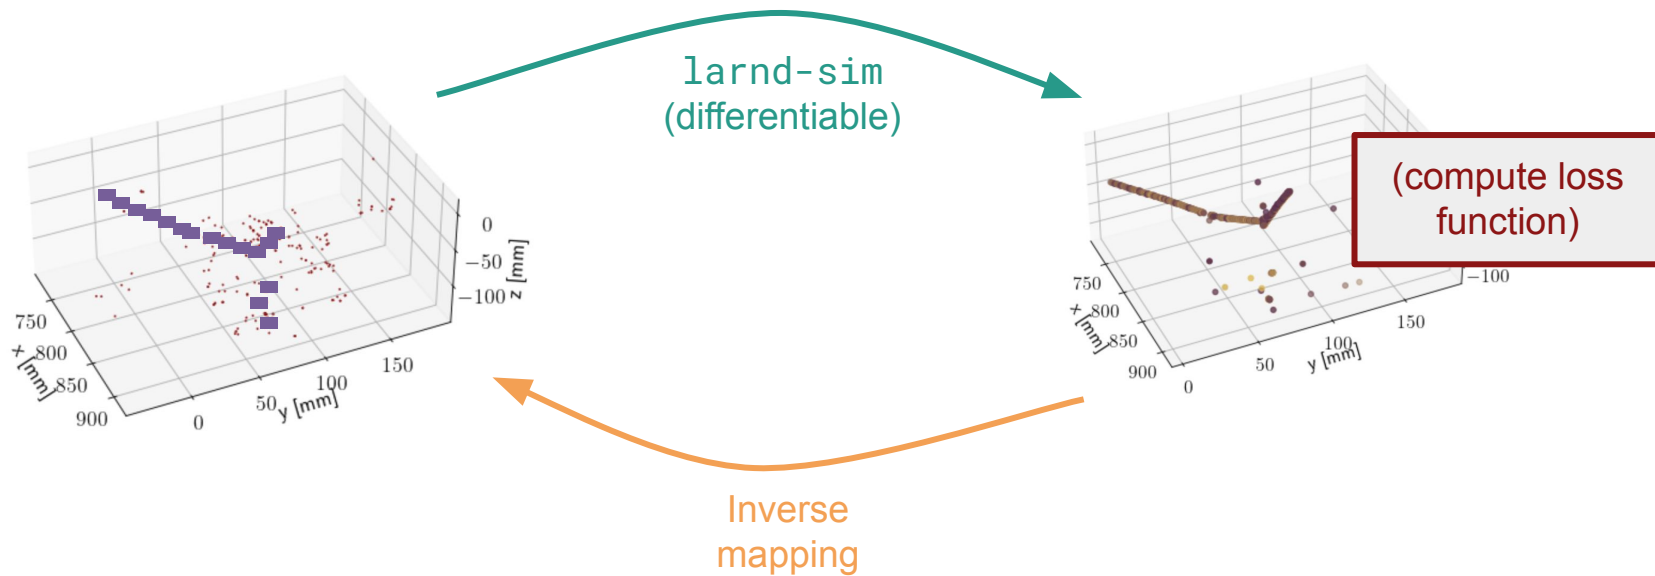 larnd-sim
(differentiable)
0
−50
−100
z [mm]
750
800
850
900
x [mm]
0
50
100
150
y [mm]
(compute loss
function)
−100
750
800
850
900
x [mm]
0
50
100
150
y [mm]
Inverse
mapping